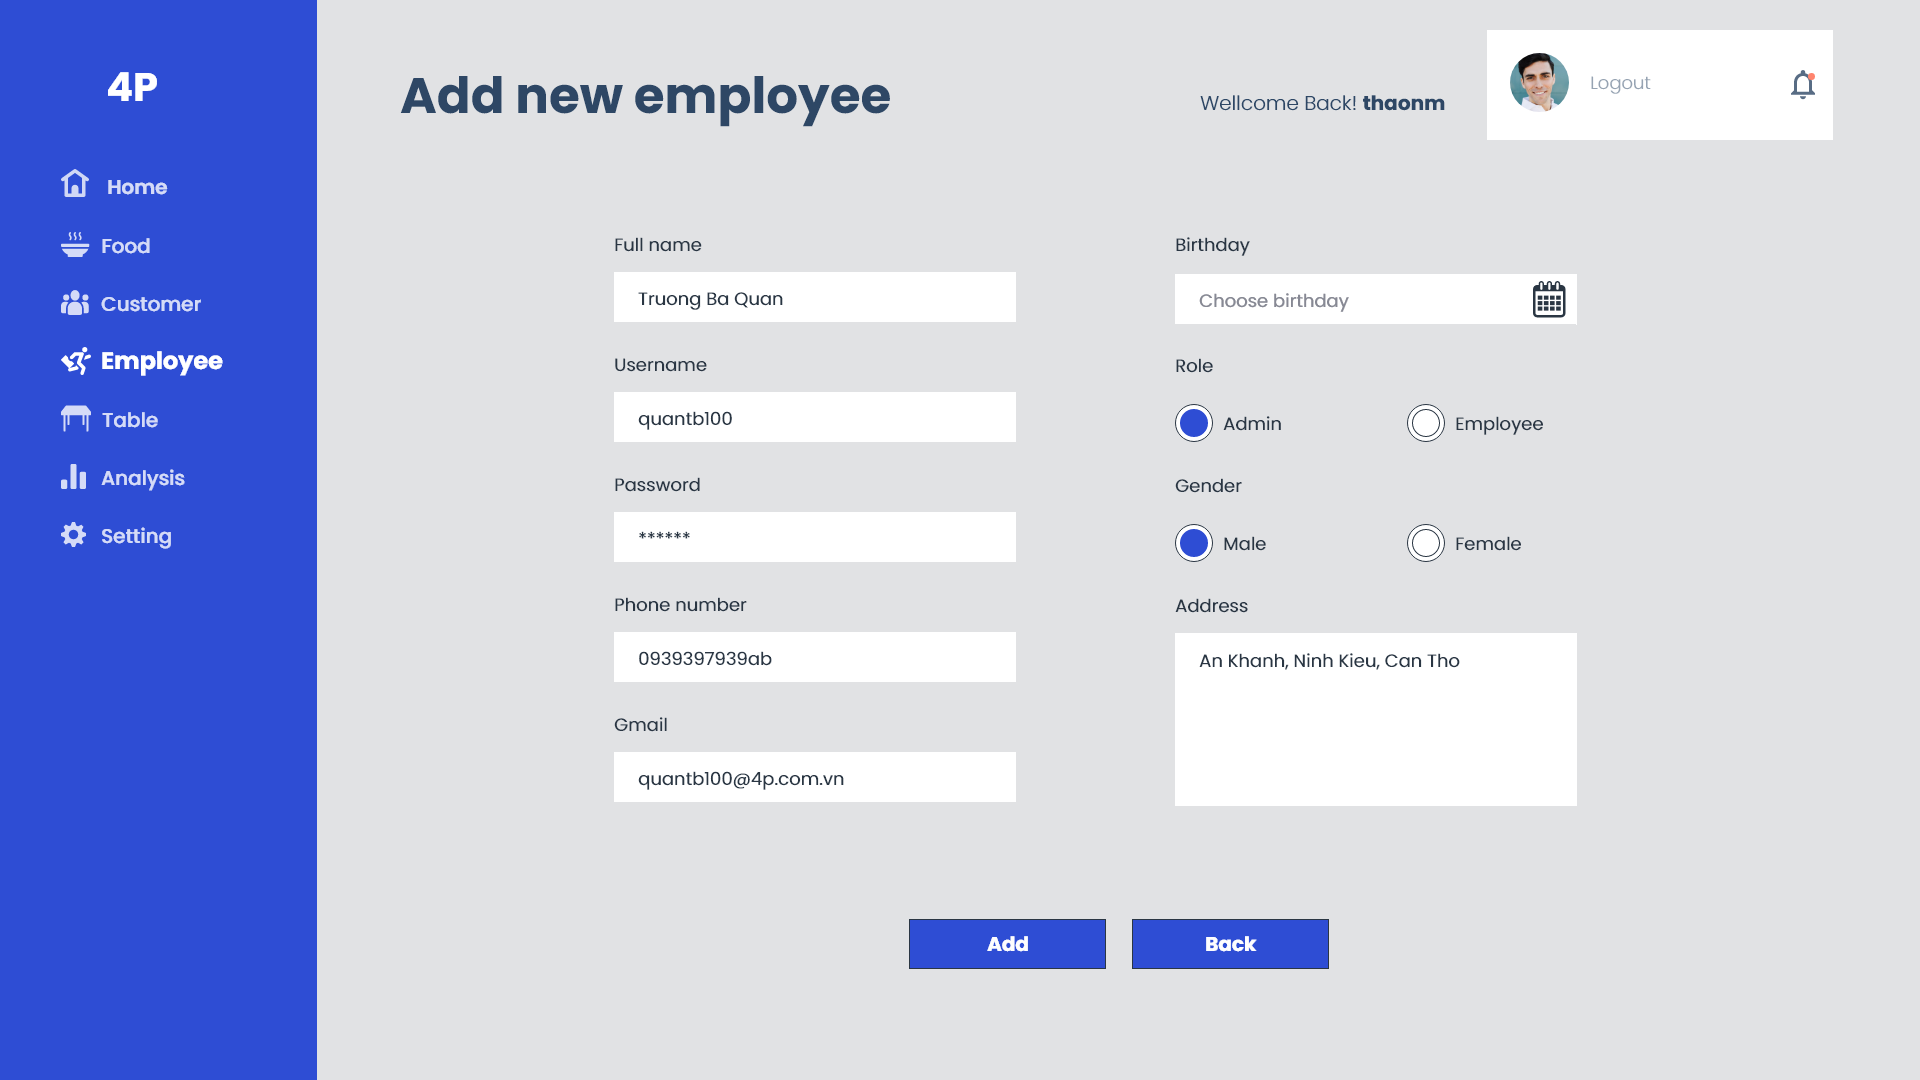 4P
Home
Food
Customer
Employee
Table
Analysis
Setting
Add new employee
Wellcome Back! thaonm
Logout
Full name
Truong Ba Quan
Username
quantb100
Password
******
Phone number
0939397939ab
Gmail
quantb100@4p.com.vn
Birthday
Choose birthday
Role
Admin
Employee
Gender
Male
Female
Address
An Khanh, Ninh Kieu, Can Tho
Add
Back